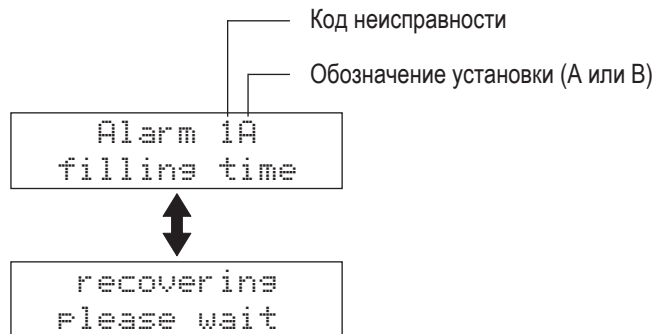 Код неисправности
Обозначение установки (А или В)
Alarm 1A
filling time
recovering
please wait